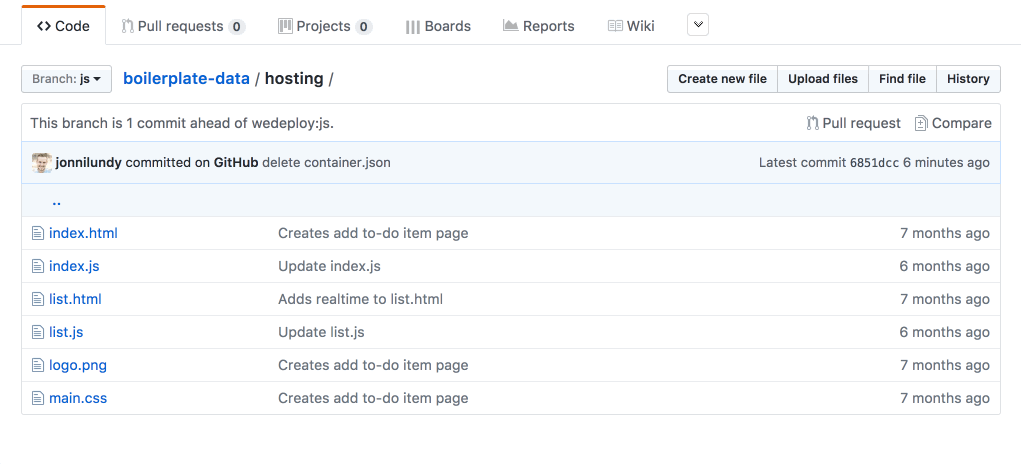 Code Pull requests 0 Projects 0 Boards Reports Wiki
Branch: js boilerplate-data / hosting / Create new file Upload files Find file History
This branch is 1 commit ahead of wedeploy:js. Pull request Compare
jonnilundy committed on GitHub delete container.json Latest commit 6851dcc 6 minutes ago
..
index.html Creates add to-do item page 7 months ago
index.js Update index.js 6 months ago
list.html Adds realtime to list.html 7 months ago
list.js Update list.js 6 months ago
logo.png Creates add to-do item page 7 months ago
main.css Creates add to-do item page 7 months ago